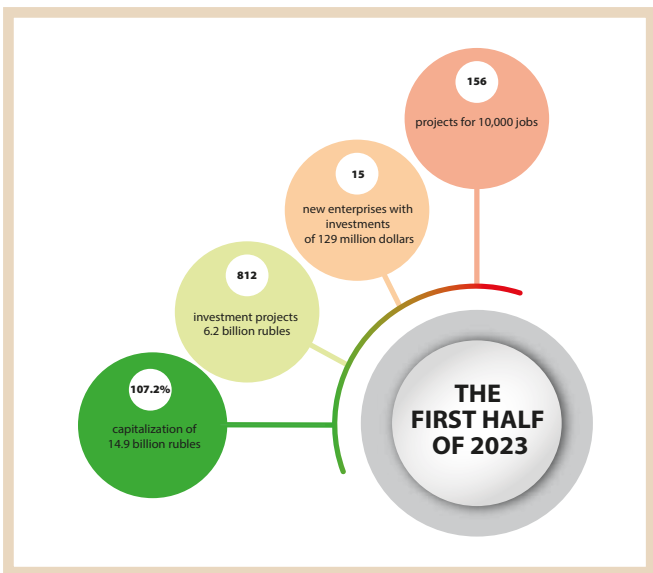 156
projects for 10,000 jobs
15
new enterprises with
investments
of 129 million dollars
812
investment projects
6.2 billion rubles
107.2%
capitalization of
14.9 billion rubles
THE
FIRST HALF
OF 2023